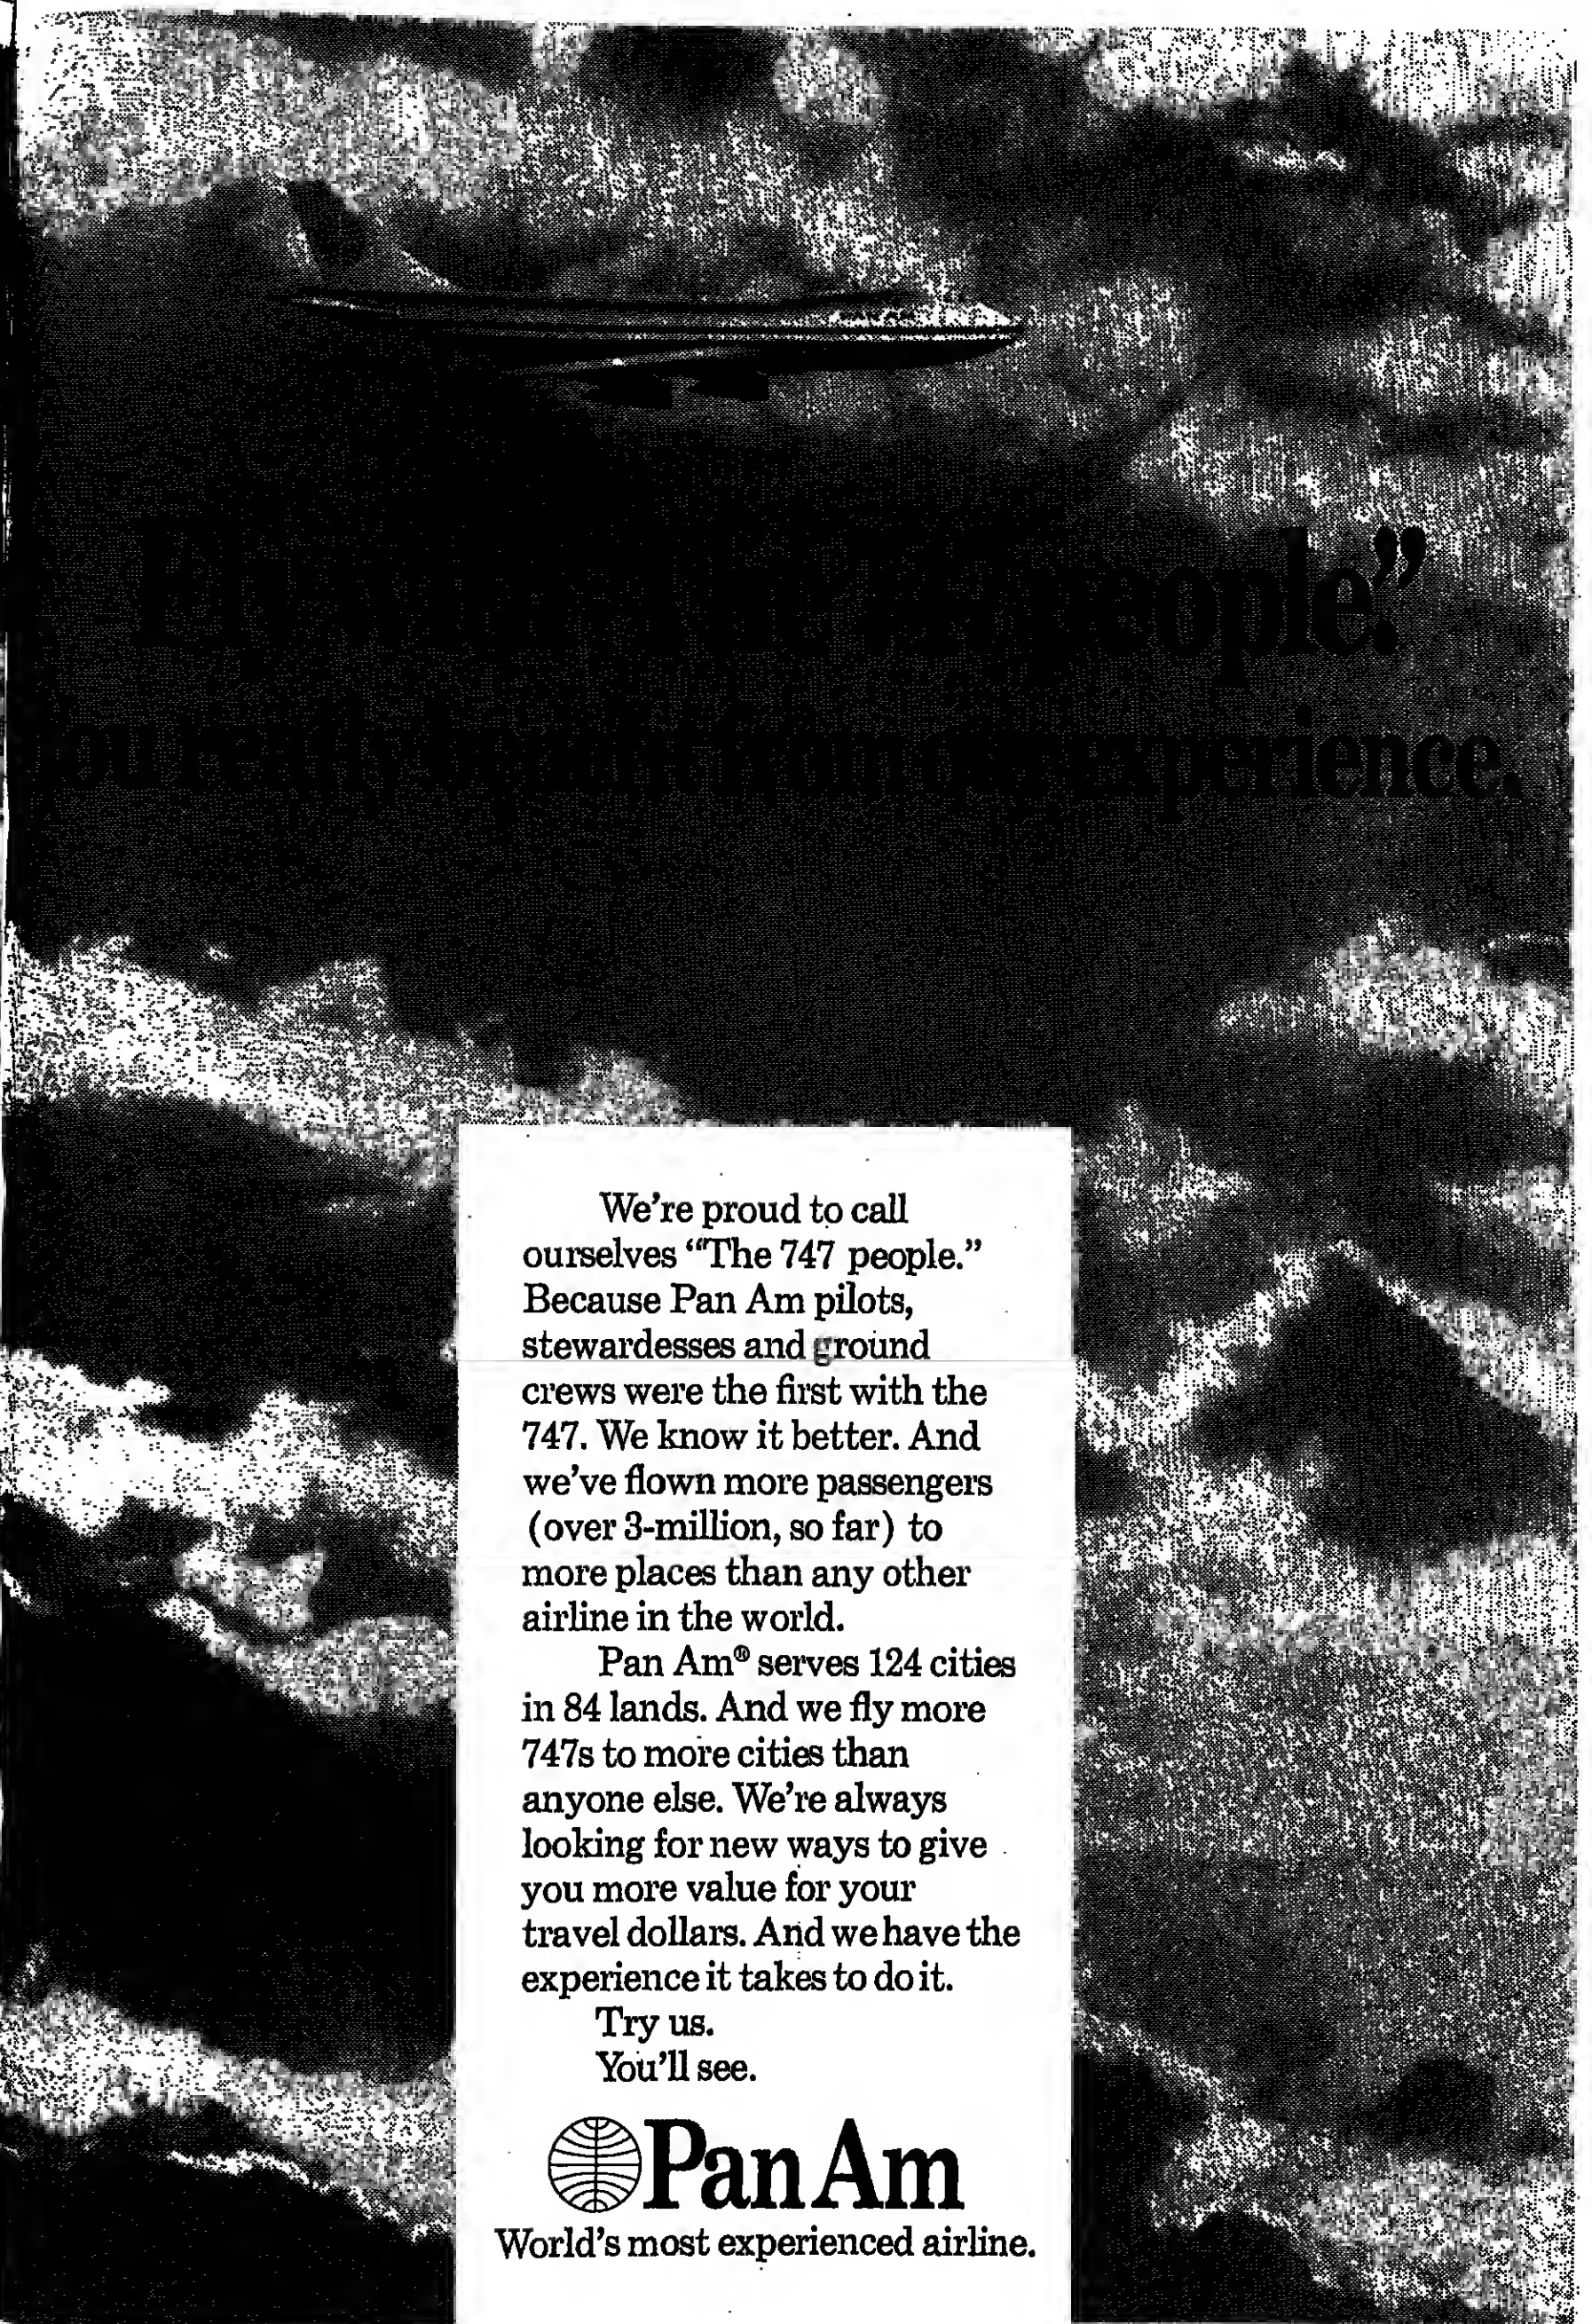 people.”
experience.
We’re proud to call
ourselves “The 747 people.”
Because Pan Am pilots,
stewardesses and ground
crews were the first with the
747. We know it better. And
we’ve flown more passengers
(over 3-million, so far) to
more places than any other
airline in the world.
Pan Am® serves 124 cities
in 84 lands. And we fly more
747s to more cities than
anyone else. We’re always
looking for new ways to give
you more value for your
travel dollars. And we have the
experience it takes to do it.
Try us.
You’ll see.
Pan Am
World’s most experienced airline.